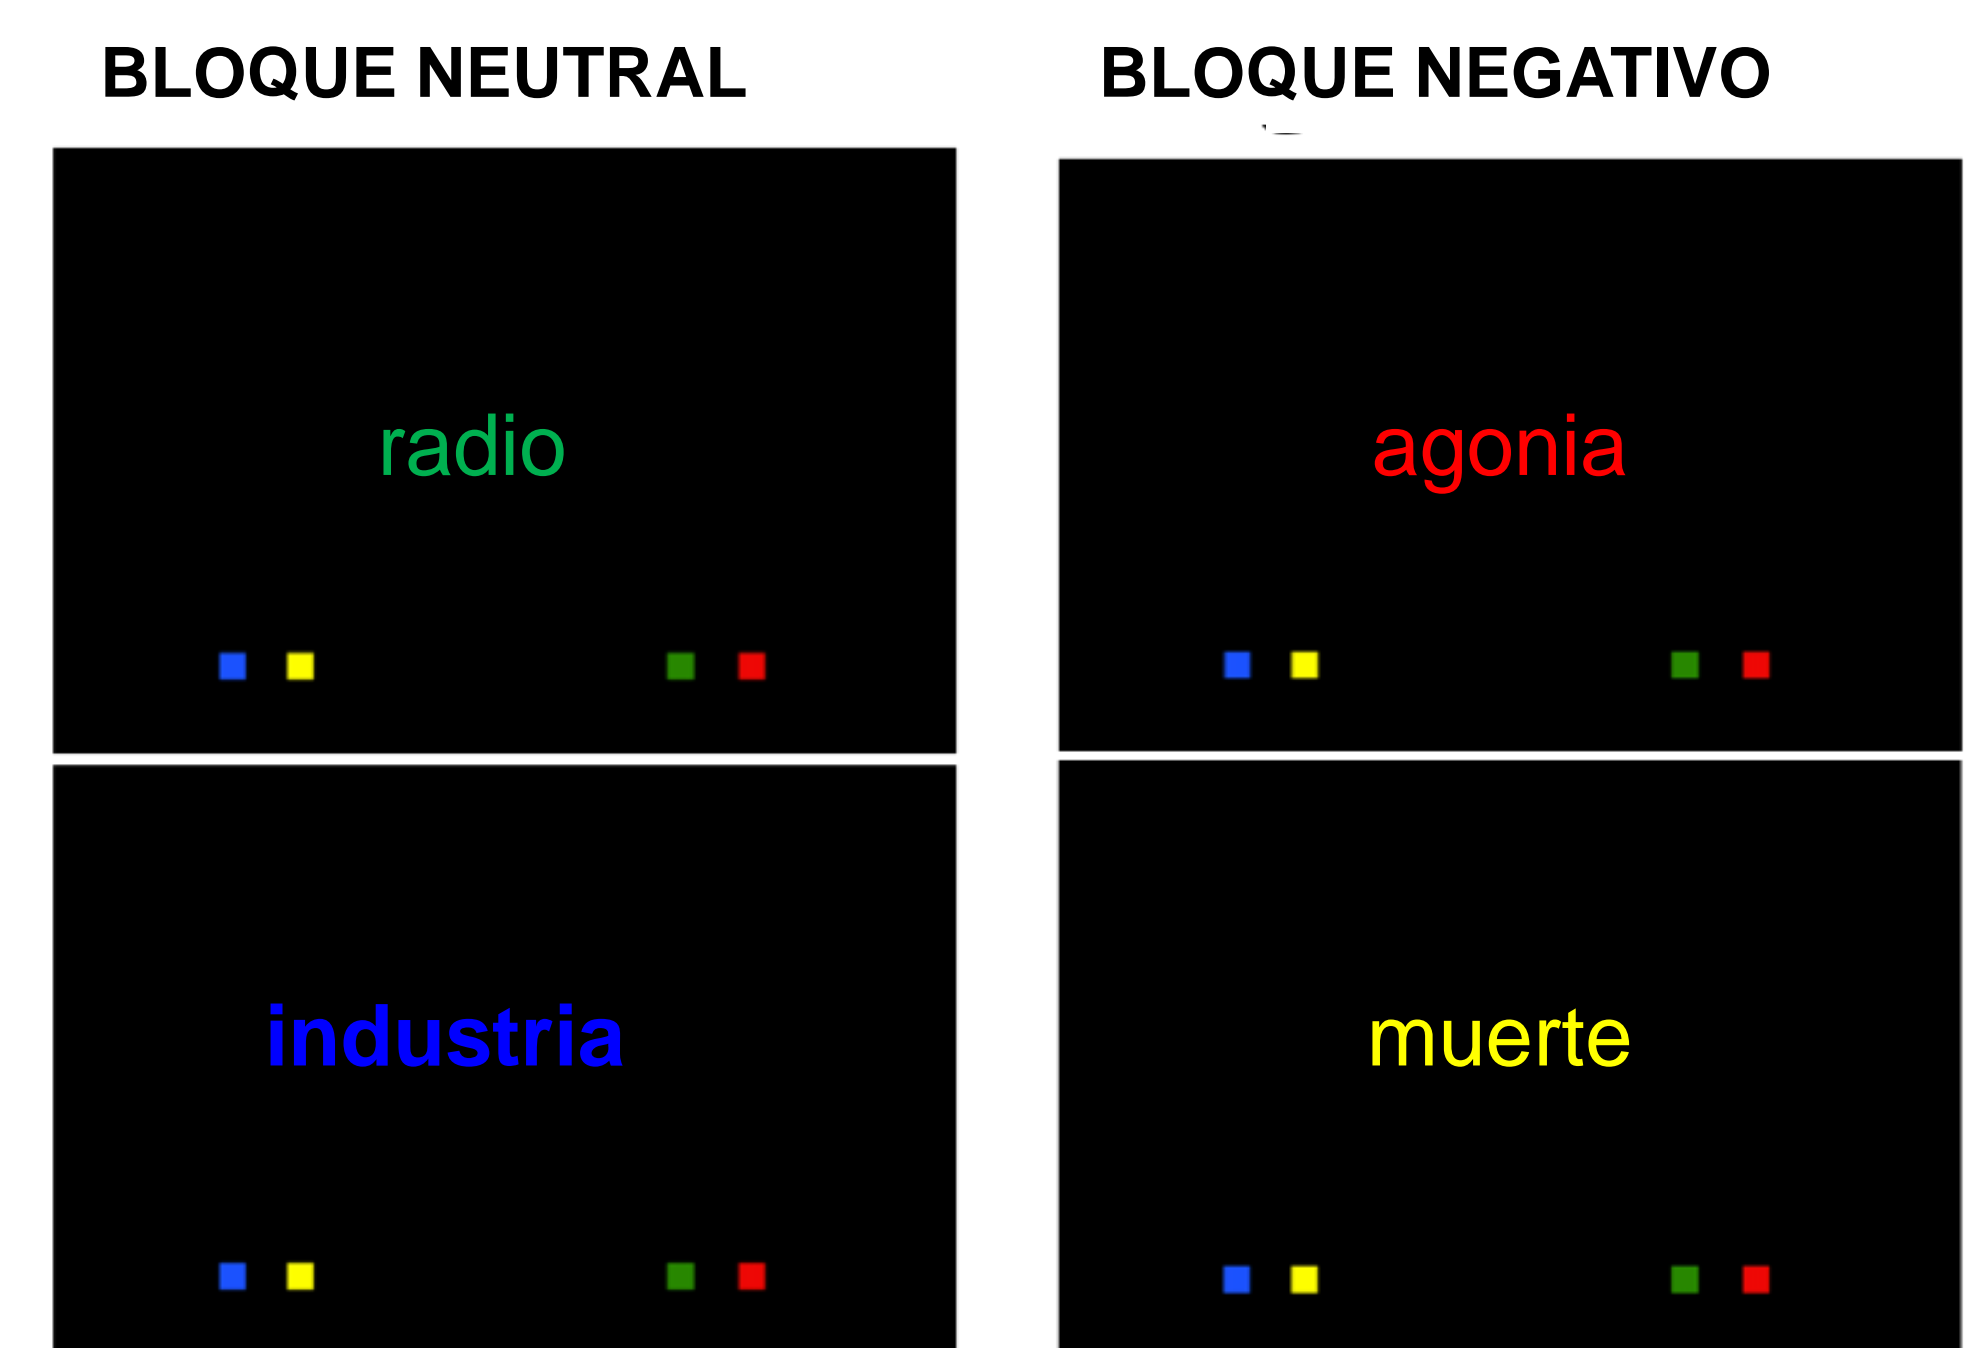 BLOQUE NEUTRAL
BLOQUE NEGATIVO
radio
agonia
industria
muerte